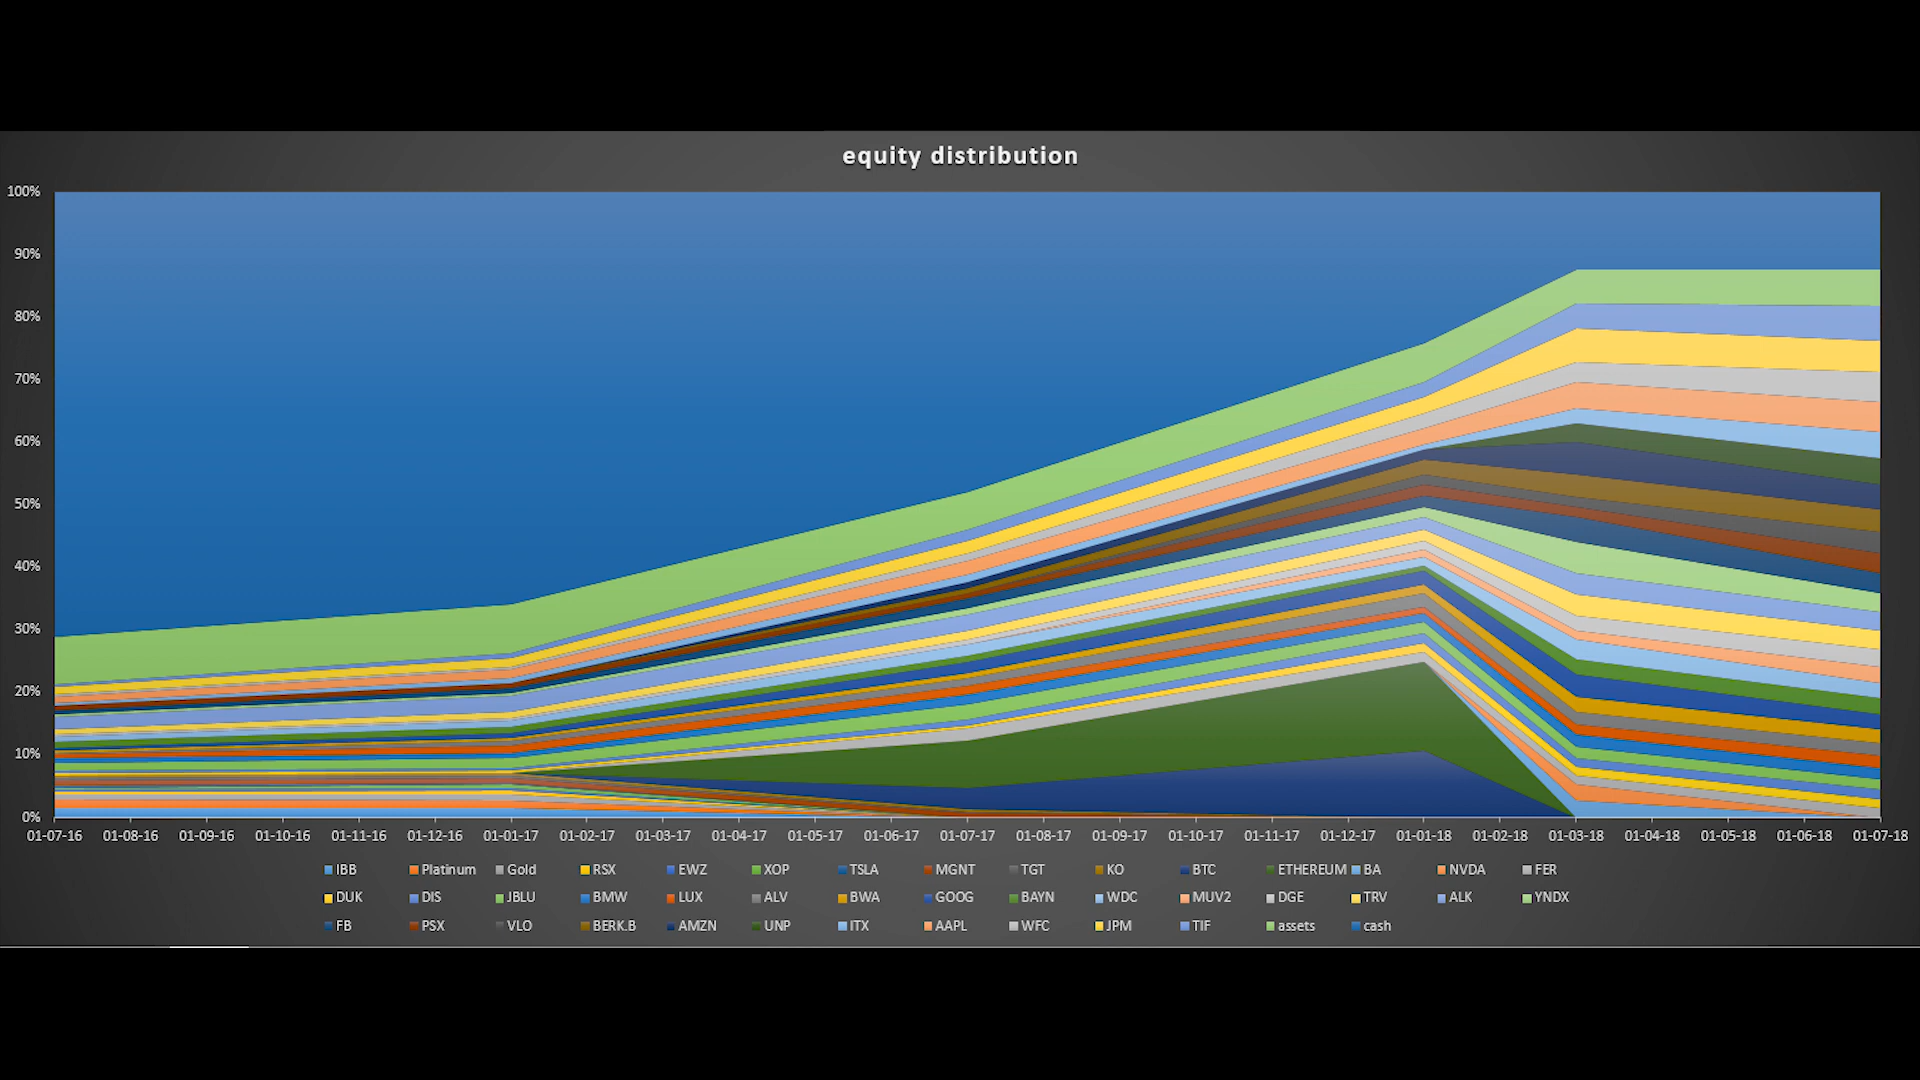 equity distribution
100%
90%
80%
70%
60%
50%
40%
30%
20%
10%
0%
01-07-16 01-08-16 01-09-16 01-10-16 01-11-16 01-12-16 01-01-17 01-02-17 01-03-17 01-04-17 01-05-17 01-06-17 01-07-17 01-08-17 01-09-17 01-10-17 01-11-17 01-12-17 01-01-18 01-02-18 01-03-18 01-04-18 01-05-18 01-06-18 01-07-18
IBB Platinum Gold RSX EWZ XOP TSLA MGNT TGT KO BTC ETHEREUM BA NVDA FER
DUK DIS JBLU BMW LUX ALV BWA GOOG BAYN WDC MUV2 DGE TRV ALK YNDX
FB PSX VLO BERK.B AMZN UNP ITX AAPL WFC JPM TIF assets cash